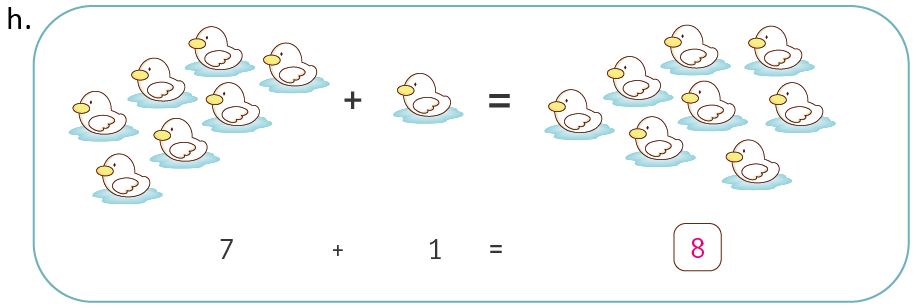 h.
+ =
7 + 1 = 8